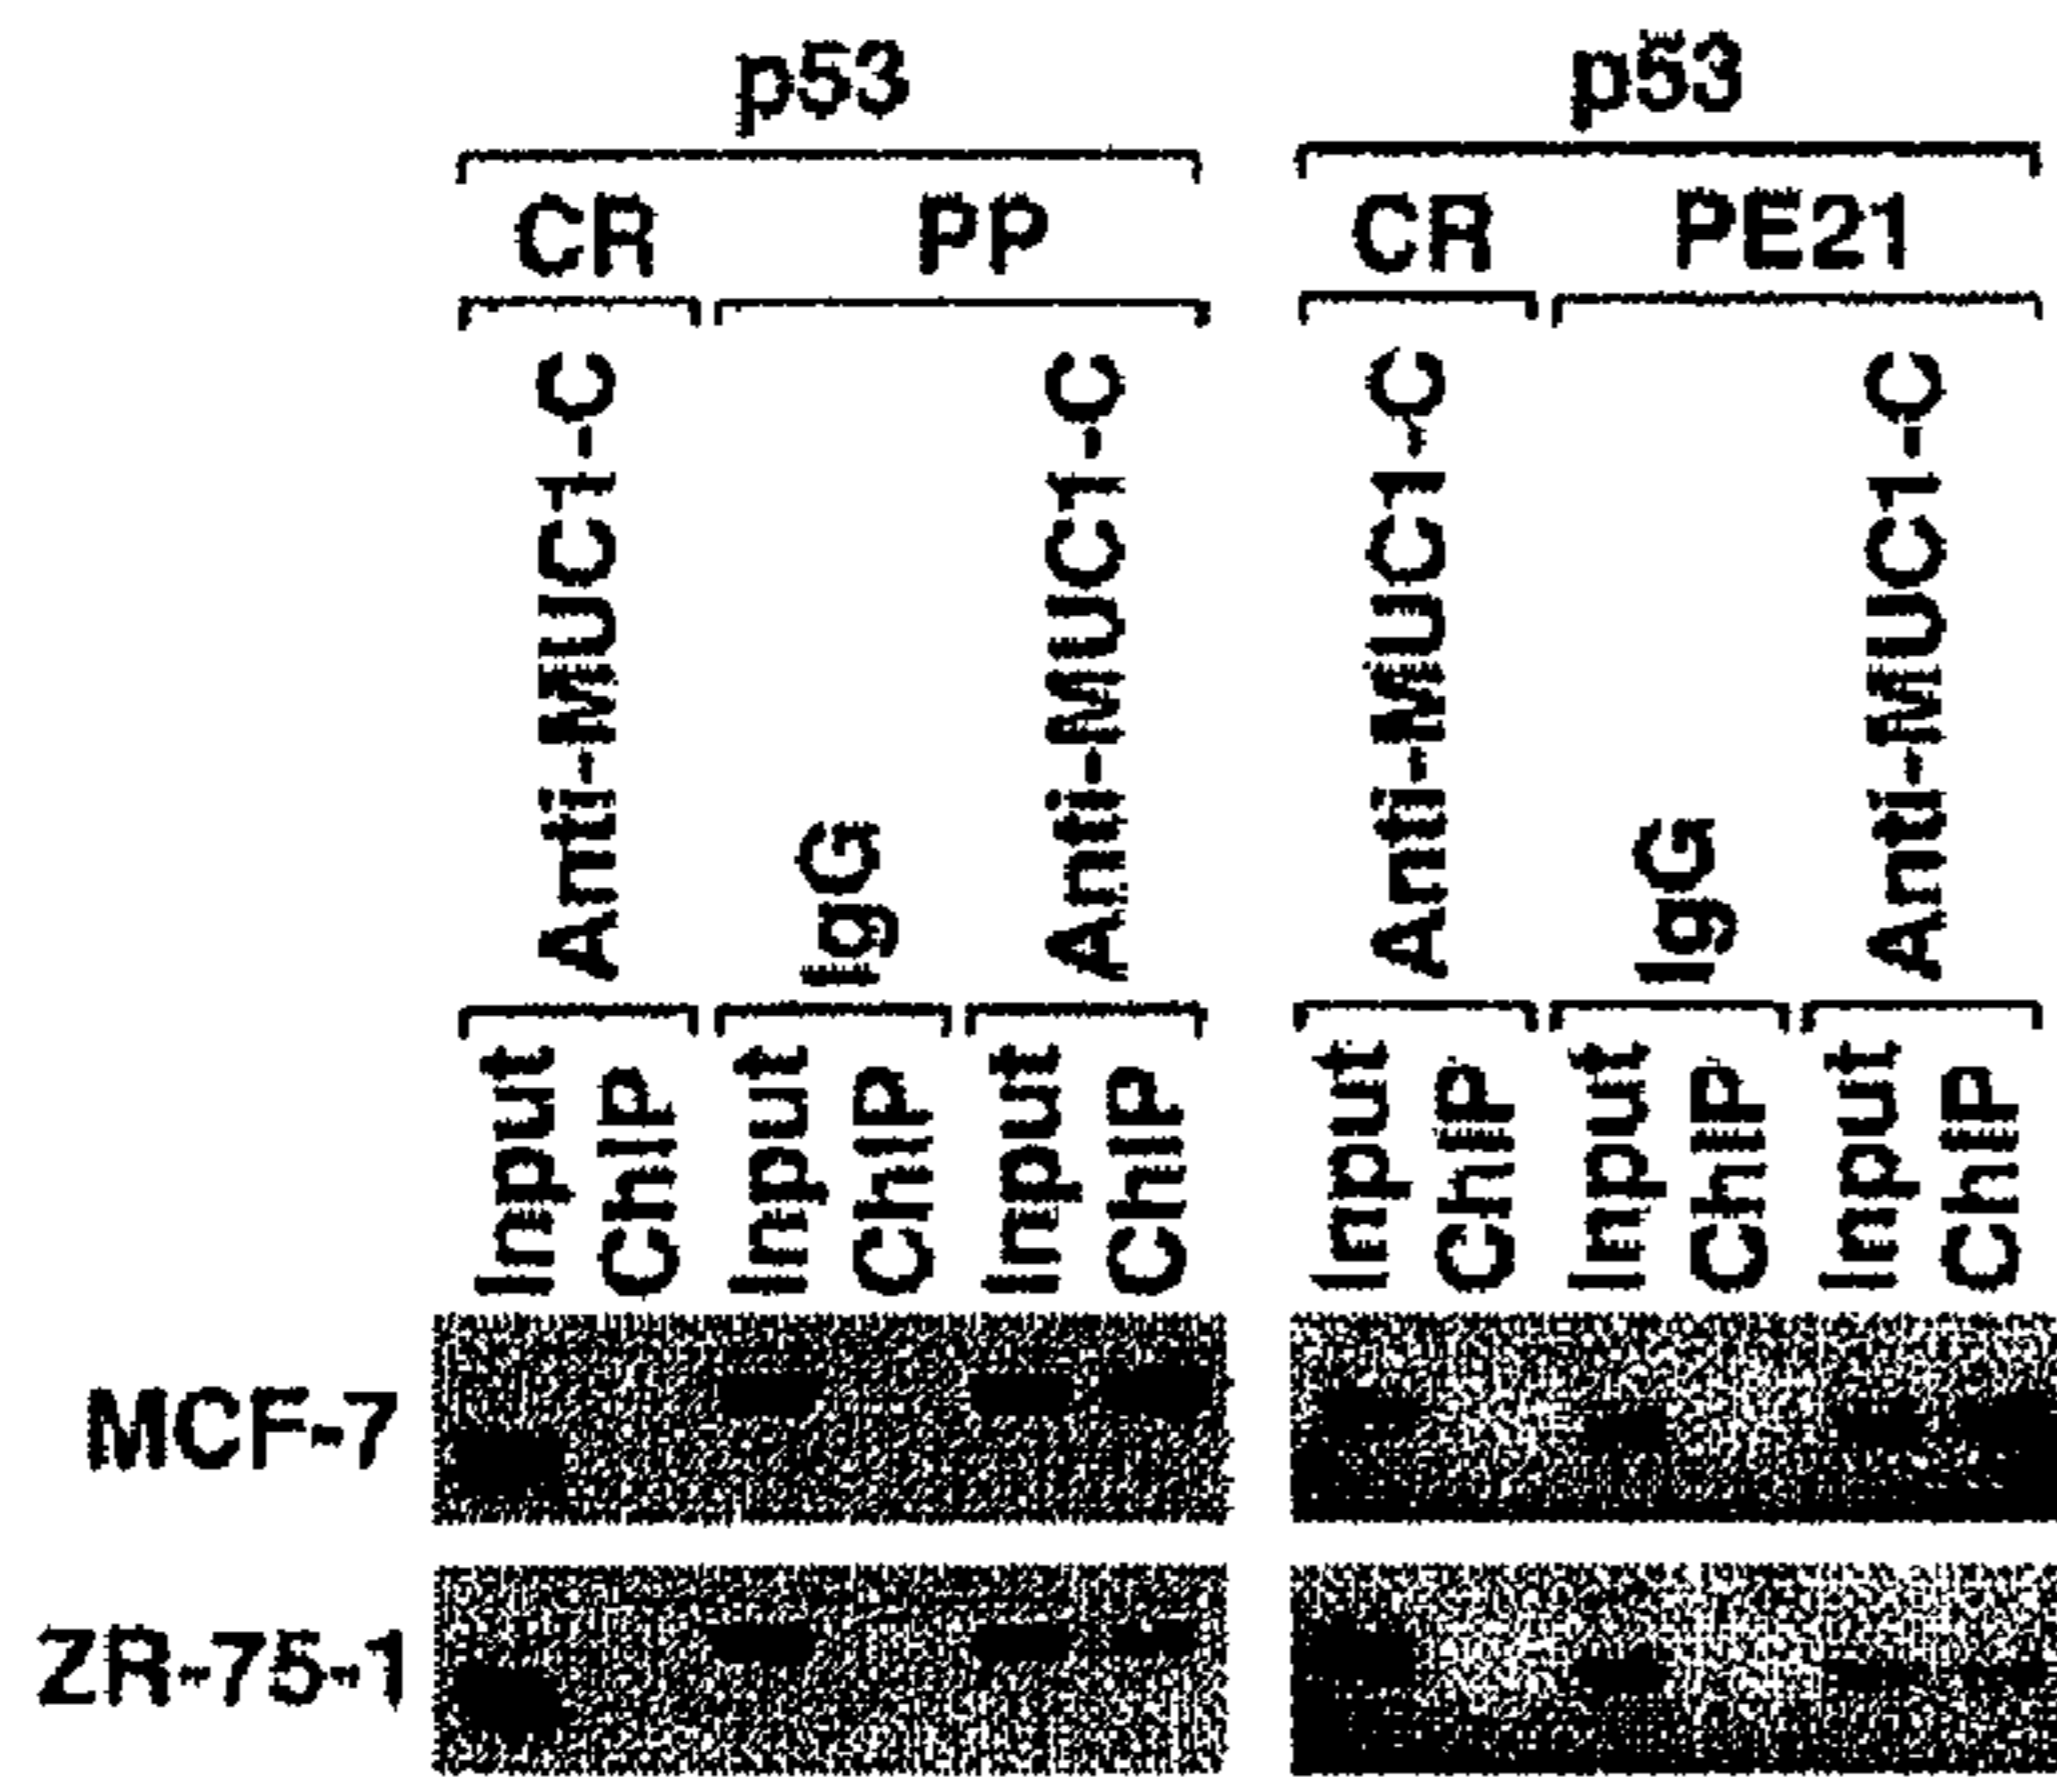 p53 p53
CR PP CR PE21
Anti-MUC1-C IgG Anti-MUC1-C Anti-MUC1-C IgG Anti-MUC1-C
Input ChIP Input ChIP Input ChIP Input ChIP Input ChIP Input ChIP
MCF-7
ZR-75-1